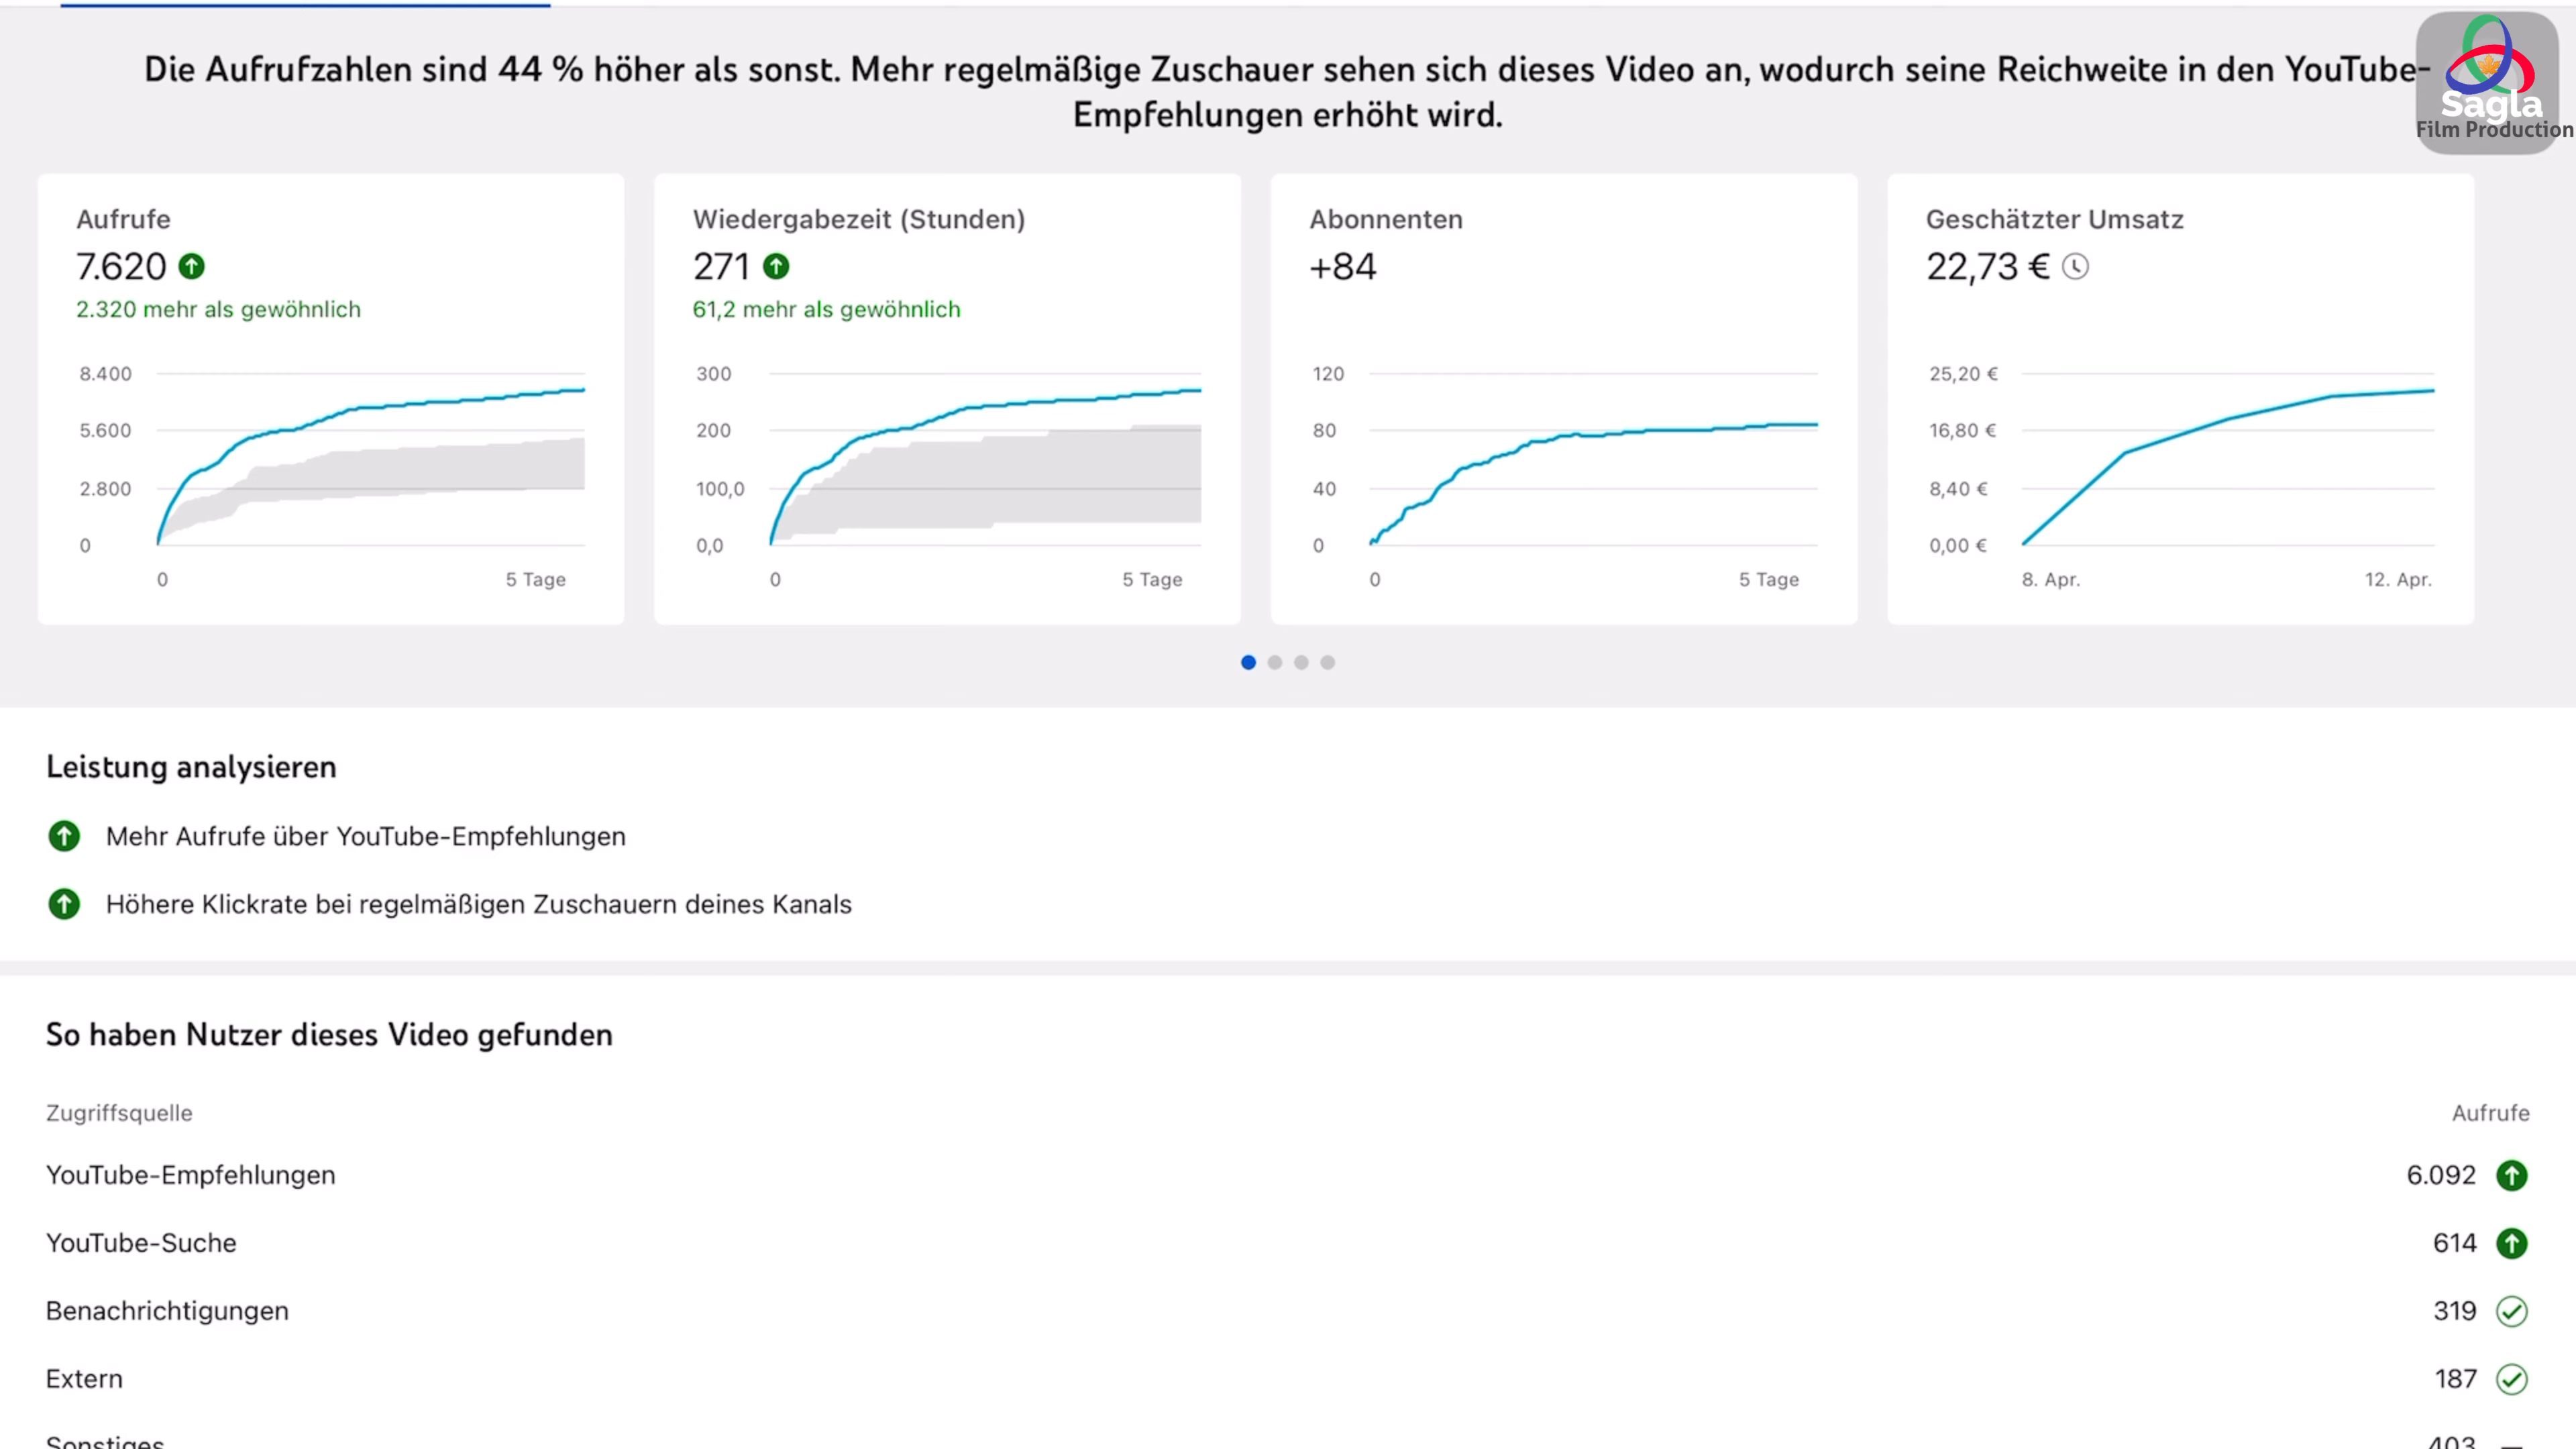 Die Aufrufzahlen sind 44 % höher als sonst. Mehr regelmäßige Zuschauer sehen sich dieses Video an, wodurch seine Reichweite in den YouTube-
Empfehlungen erhöht wird.
Sagla
Film Production
Aufrufe
7.620
2.320 mehr als gewöhnlich
8.400
5.600
2.800
0
0
5 Tage
Wiedergabezeit (Stunden)
271
61,2 mehr als gewöhnlich
300
200
100,0
0,0
0
5 Tage
Abonnenten
+84
120
80
40
0
0
5 Tage
Geschätzter Umsatz
22,73 €
25,20 €
16,80 €
8,40 €
0,00 €
8. Apr.
12. Apr.
Leistung analysieren
Mehr Aufrufe über YouTube-Empfehlungen
Höhere Klickrate bei regelmäßigen Zuschauern deines Kanals
So haben Nutzer dieses Video gefunden
Zugriffsquelle Aufrufe
YouTube-Empfehlungen 6.092
YouTube-Suche 614
Benachrichtigungen 319
Extern 187
Sonstiges 403